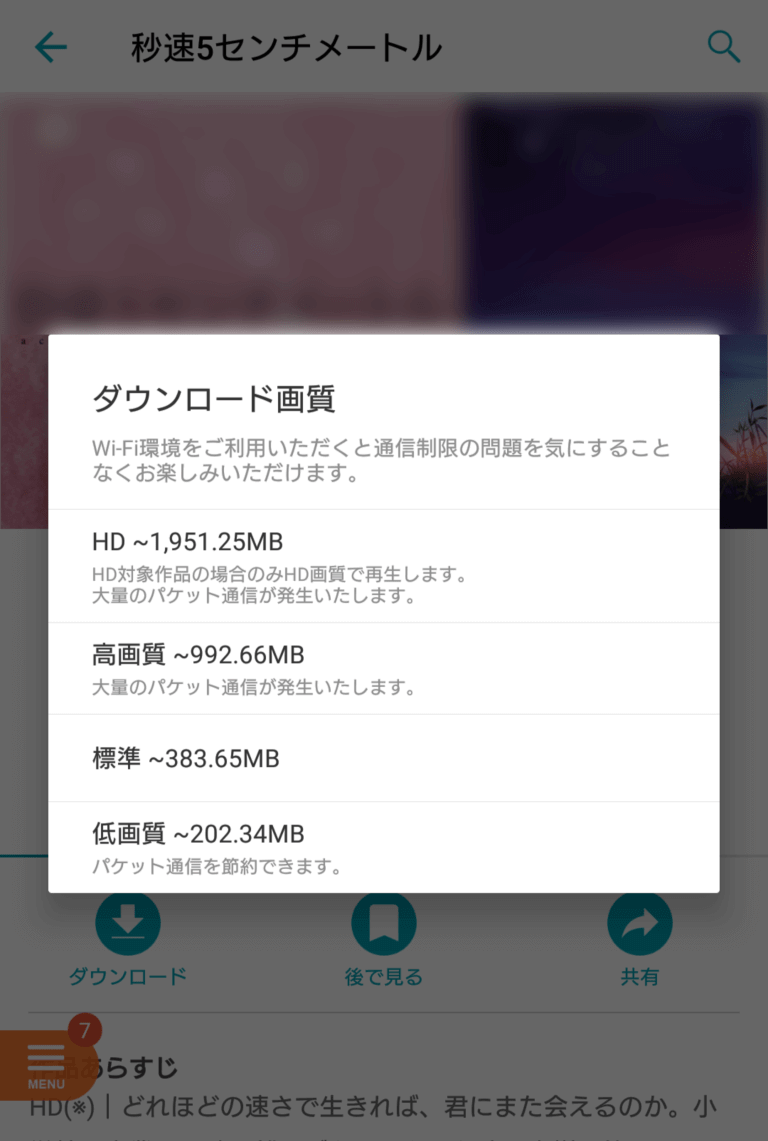 秒速5センチメートル
ダウンロード画質
Wi-Fi環境をご利用いただくと通信制限の問題を気にすること
なくお楽しみいただけます。
HD ~1,951.25MB
HD対象作品の場合のみHD画質で再生します。
大量のパケット通信が発生いたします。
高画質 ~992.66MB
大量のパケット通信が発生いたします。
標準 ~383.65MB
低画質 ~202.34MB
パケット通信を節約できます。
ダウンロード
後で見る
共有
7
MENU
あらすじ
HD(※)｜どれほどの速さで生きれば、君にまた会えるのか。小